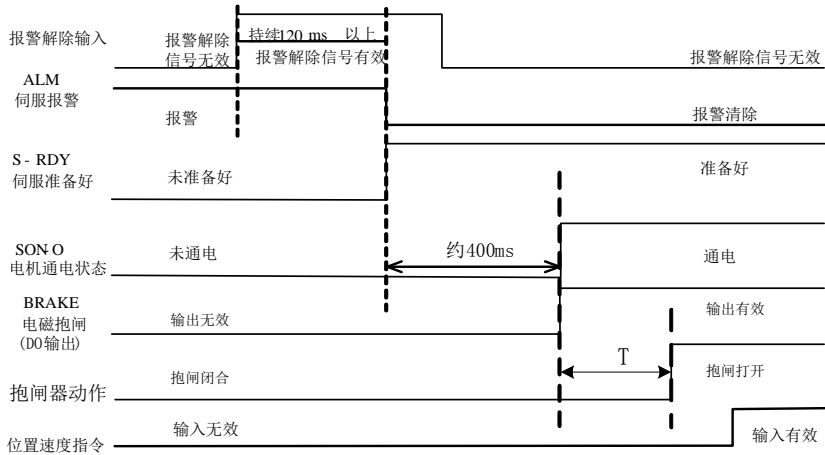 报警解除输入
报警解除
信号无效
持续120 ms 以上
报警解除信号有效
报警解除信号无效
ALM
伺服报警
报警
报警清除
S- RDY
伺服准备好
未准备好
准备好
SON-O
电机通电状态
未通电
约400ms
通电
BRAKE
电磁抱闸
(DO输出)
输出无效
输出有效
T
抱闸器动作
抱闸闭合
抱闸打开
位置速度指令
输入无效
输入有效